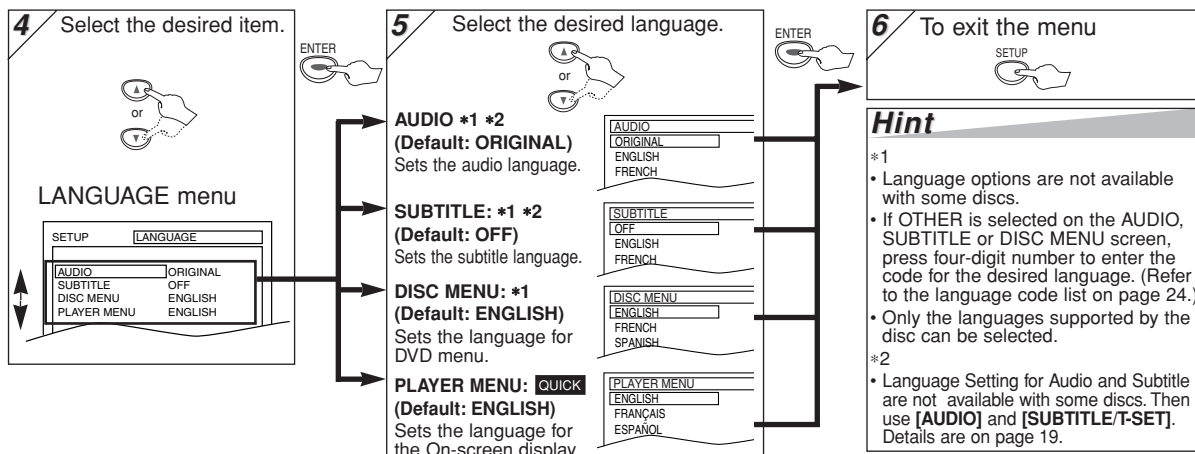 4 Select the desired item.
or
LANGUAGE menu
SETUP LANGUAGE
AUDIO ORIGINAL
SUBTITLE OFF
DISC MENU ENGLISH
PLAYER MENU ENGLISH
ENTER
5 Select the desired language.
or
AUDIO *1 *2
(Default: ORIGINAL)
Sets the audio language.
AUDIO
ORIGINAL
ENGLISH
FRENCH
SUBTITLE: *1 *2
(Default: OFF)
Sets the subtitle language.
SUBTITLE
OFF
ENGLISH
FRENCH
DISC MENU: *1
(Default: ENGLISH)
Sets the language for
DVD menu.
DISC MENU
ENGLISH
FRENCH
SPANISH
PLAYER MENU: QUICK
(Default: ENGLISH)
Sets the language for
the On-screen display
PLAYER MENU
ENGLISH
FRANÇAIS
ESPAÑOL
ENTER
6 To exit the menu
SETUP
Hint
*1
• Language options are not available
with some discs.
• If OTHER is selected on the AUDIO,
SUBTITLE or DISC MENU screen,
press four-digit number to enter the
code for the desired language. (Refer
to the language code list on page 24.)
• Only the languages supported by the
disc can be selected.
*2
• Language Setting for Audio and Subtitle
are not available with some discs. Then
use [AUDIO] and [SUBTITLE/T-SET].
Details are on page 19.